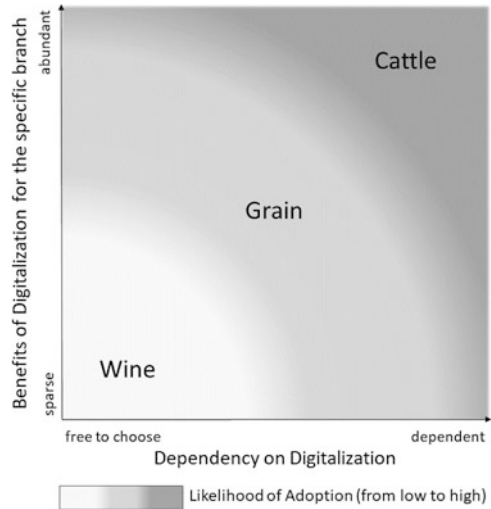 Benefits of Digitalization for the specific branch
abundant
sparse
Cattle
Grain
Wine
free to choose
dependent
Dependency on Digitalization
Likelihood of Adoption (from low to high)